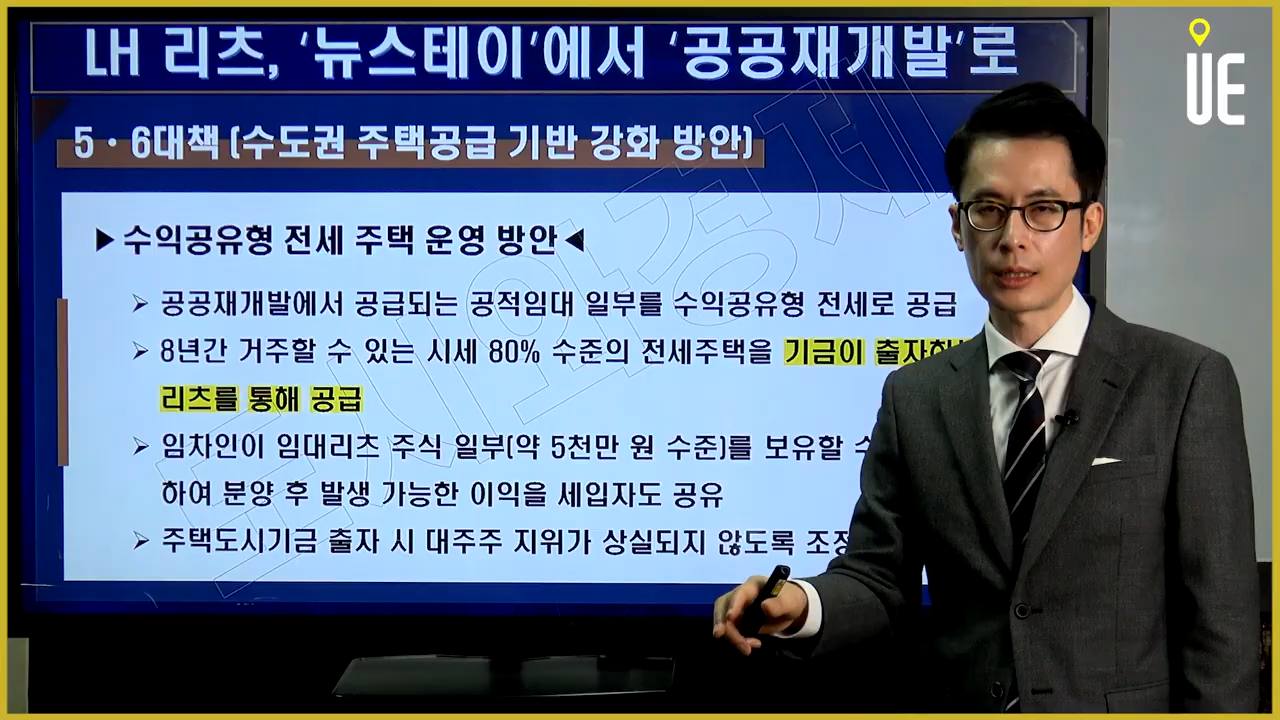 LH 리츠, ‘뉴스테이’에서 ‘공공재개발’로
UE
5·6대책 (수도권 주택공급 기반 강화 방안)
▶수익공유형 전세 주택 운영 방안◀
➢ 공공재개발에서 공급되는 공적임대 일부를 수익공유형 전세로 공급
➢ 8년간 거주할 수 있는 시세 80% 수준의 전세주택을 기금이
리츠를 통해 공급
➢ 임차인이 임대리츠 주식 일부(약 5천만 원 수준)를 보유할
하여 분양 후 발생 가능한 이익을 세입자도 공유
➢ 주택도시기금 출자 시 대주주 지위가 상실되지 않도록
도시와경제